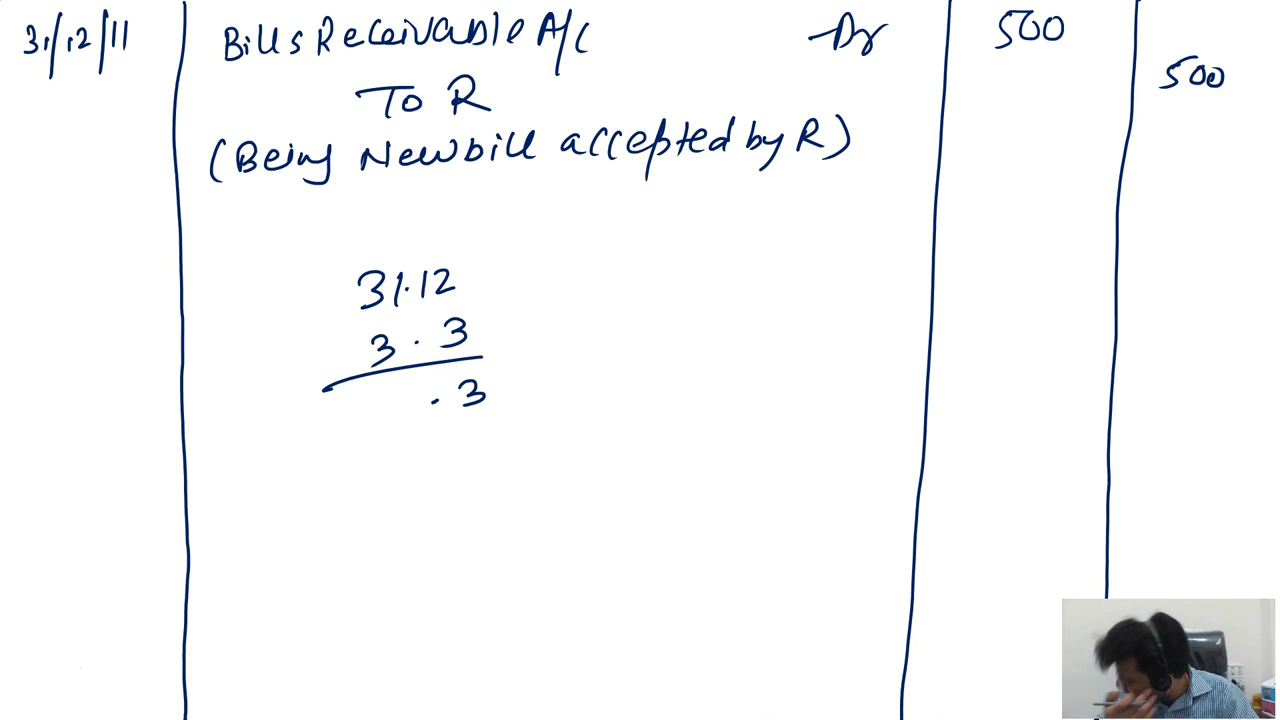 31/12/11 Bills Receivable A/c Dr 500
To R 500
(Being New bill accepted by R)
31.12
3.3
.3